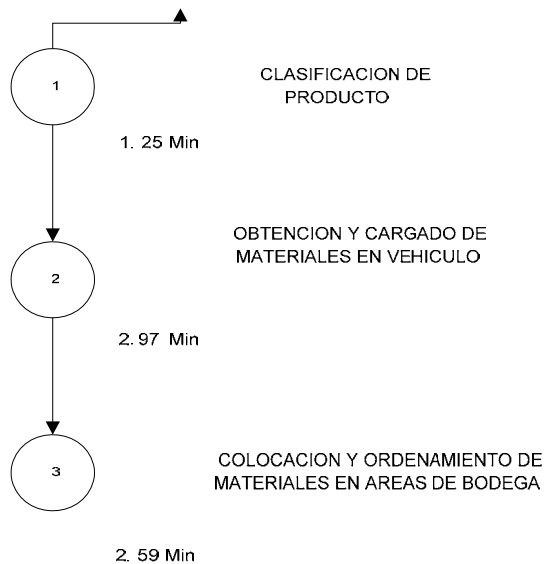 1
CLASIFICACION DE
PRODUCTO
1. 25 Min
OBTENCION Y CARGADO DE
MATERIALES EN VEHICULO
2
2. 97 Min
3
COLOCACION Y ORDENAMIENTO DE
MATERIALES EN AREAS DE BODEGA
2. 59 Min